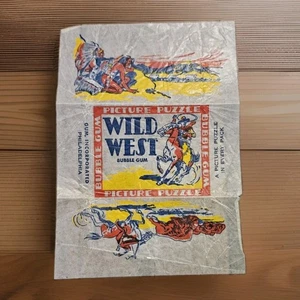 PICTURE PUZZLE
BUBBLE GUM
WILD
WEST
BUBBLE GUM
BUBBLE GUM
PICTURE PUZZLE
GUM, INCORPORATED
PHILADELPHIA
A PICTURE PUZZLE
IN EVERY PACK